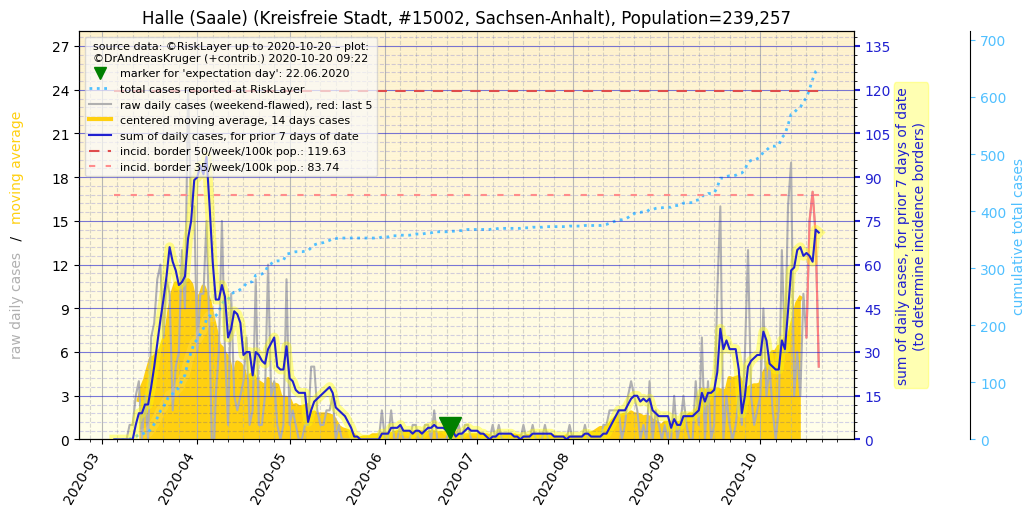 Halle (Saale) (Kreisfreie Stadt, #15002, Sachsen-Anhalt), Population=239,257
source data: ©RiskLayer up to 2020-10-20 – plot:
©DrAndreasKruger (+contrib.) 2020-10-20 09:22
marker for 'expectation day': 22.06.2020
total cases reported at RiskLayer
raw daily cases (weekend-flawed), red: last 5
centered moving average, 14 days cases
sum of daily cases, for prior 7 days of date
incid. border 50/week/100k pop.: 119.63
incid. border 35/week/100k pop.: 83.74
raw daily cases / moving average
27
24
21
18
15
12
9
6
3
0
135
120
105
90
75
60
45
30
15
0
sum of daily cases, for prior 7 days of date
(to determine incidence borders)
700
600
500
400
300
200
100
0
cumulative total cases
2020-03
2020-04
2020-05
2020-06
2020-07
2020-08
2020-09
2020-10